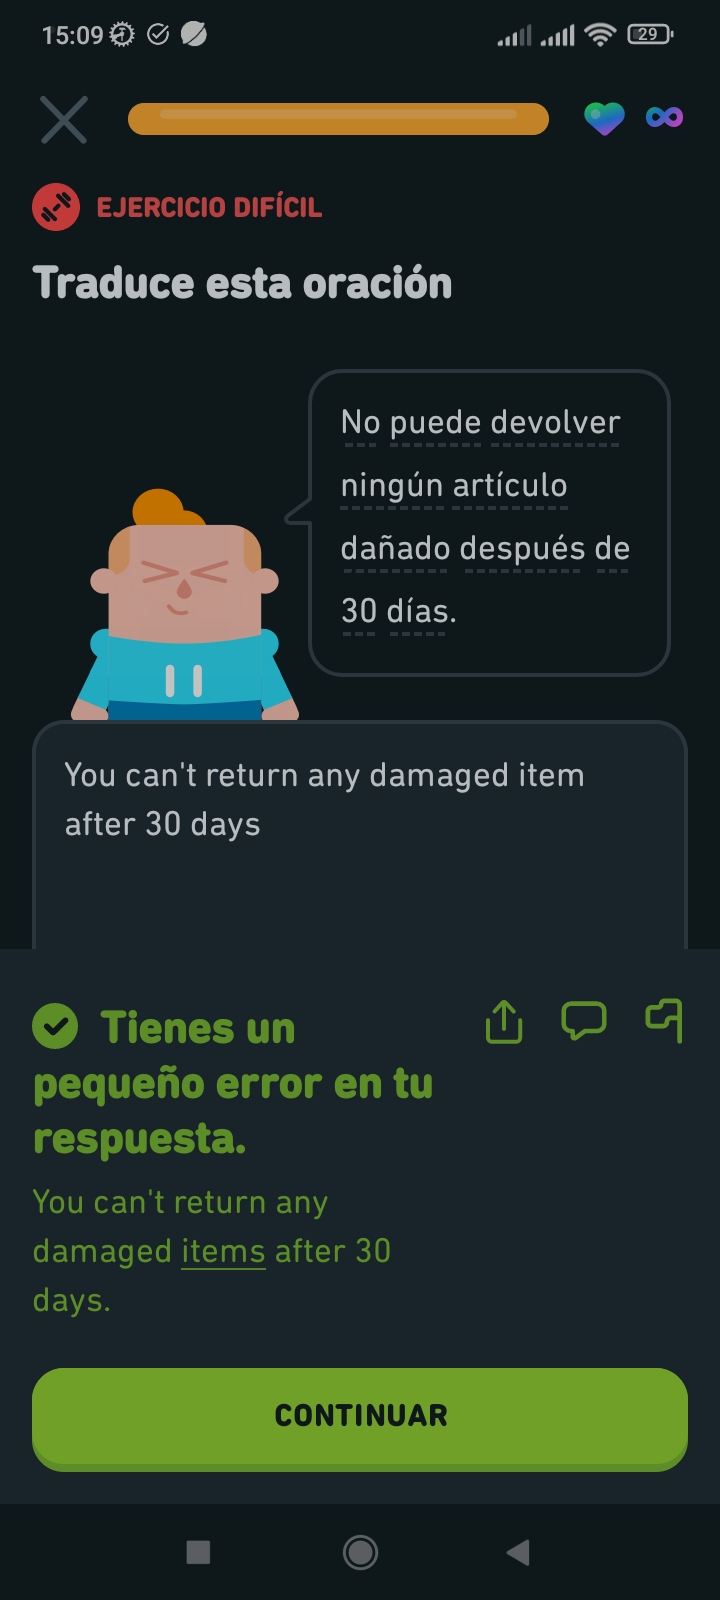 15:09
29
EJERCICIO DIFÍCIL
Traduce esta oración
No puede devolver
ningún artículo
dañado después de
30 días.
You can't return any damaged item
after 30 days
Tienes un
pequeño error en tu
respuesta.
You can't return any
damaged items after 30
days.
CONTINUAR